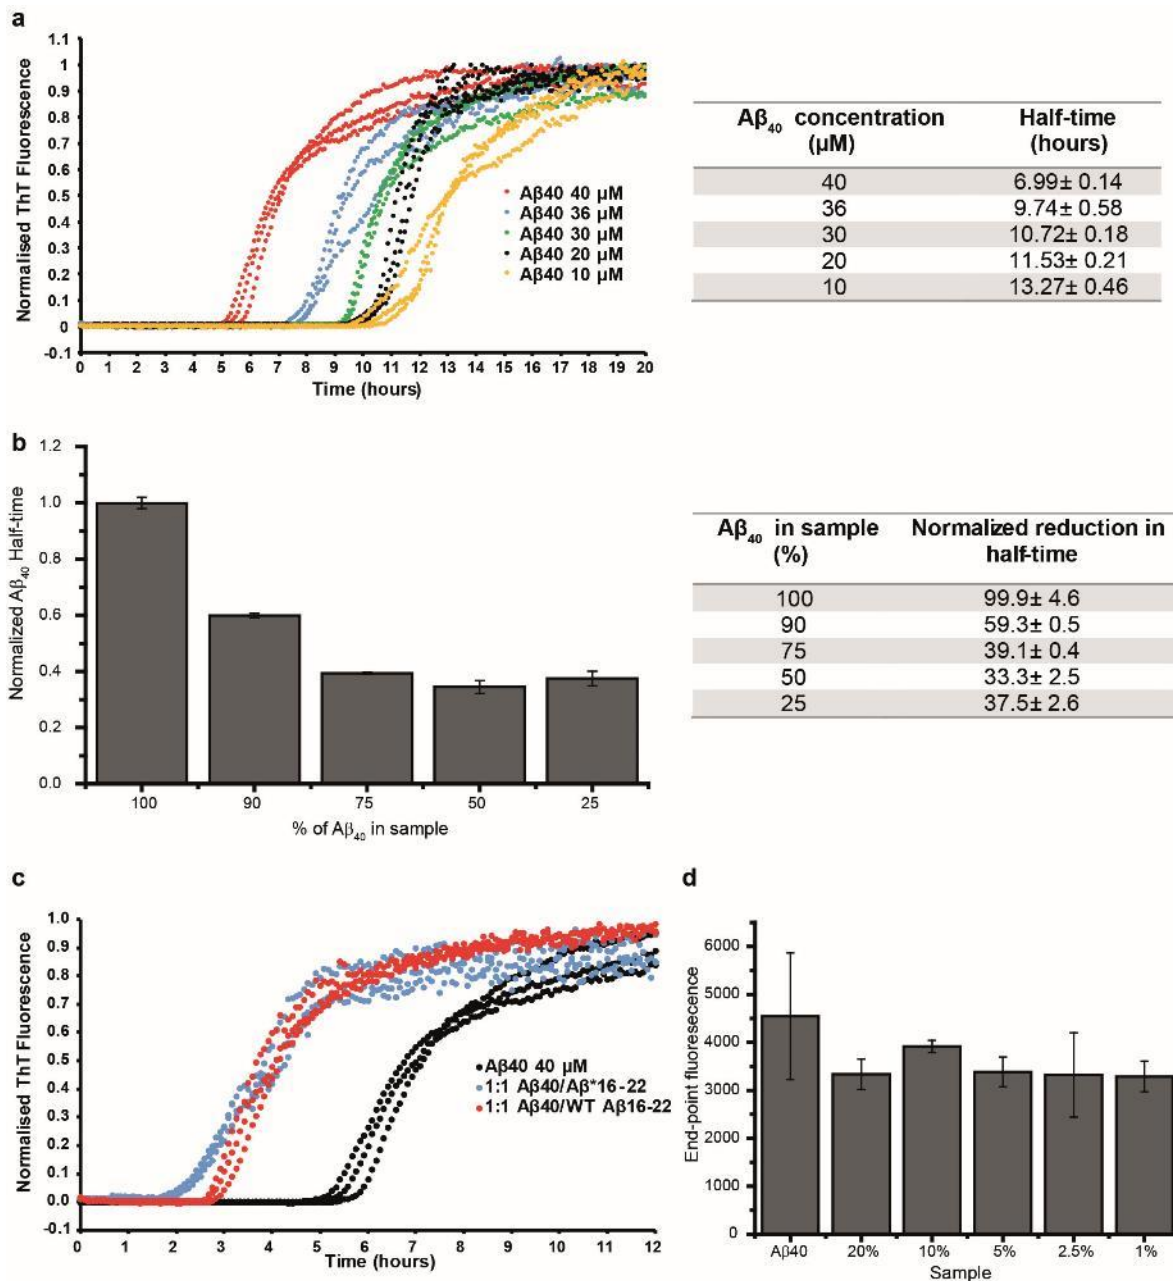 a
1.1
1
0.9
0.8
0.7
0.6
0.5
0.4
0.3
0.2
0.1
0
-0.1
Normalised ThT Fluorescence
Aβ40 40 µM
Aβ40 36 µM
Aβ40 30 µM
Aβ40 20 µM
Aβ40 10 µM
0 1 2 3 4 5 6 7 8 9 10 11 12 13 14 15 16 17 18 19 20
Time (hours)
Aβ40 concentration Half-time
(µM) (hours)
40 6.99± 0.14
36 9.74± 0.58
30 10.72± 0.18
20 11.53± 0.21
10 13.27± 0.46
b
1.2
1.0
0.8
0.6
0.4
0.2
0.0
Normalized Aβ40 Half-time
100 90 75 50 25
% of Aβ40 in sample
Aβ40 in sample Normalized reduction in
(%) half-time
100 99.9± 4.6
90 59.3± 0.5
75 39.1± 0.4
50 33.3± 2.5
25 37.5± 2.6
c
1.0
0.9
0.8
0.7
0.6
0.5
0.4
0.3
0.2
0.1
0.0
-0.1
Normalised ThT Fluorescence
Aβ40 40 µM
1:1 Aβ40/Aβ*16-22
1:1 Aβ40/WT Aβ16-22
0 1 2 3 4 5 6 7 8 9 10 11 12
Time (hours)
d
6000
5000
4000
3000
2000
1000
0
End-point fluoresecence
Aβ40 20% 10% 5% 2.5% 1%
Sample